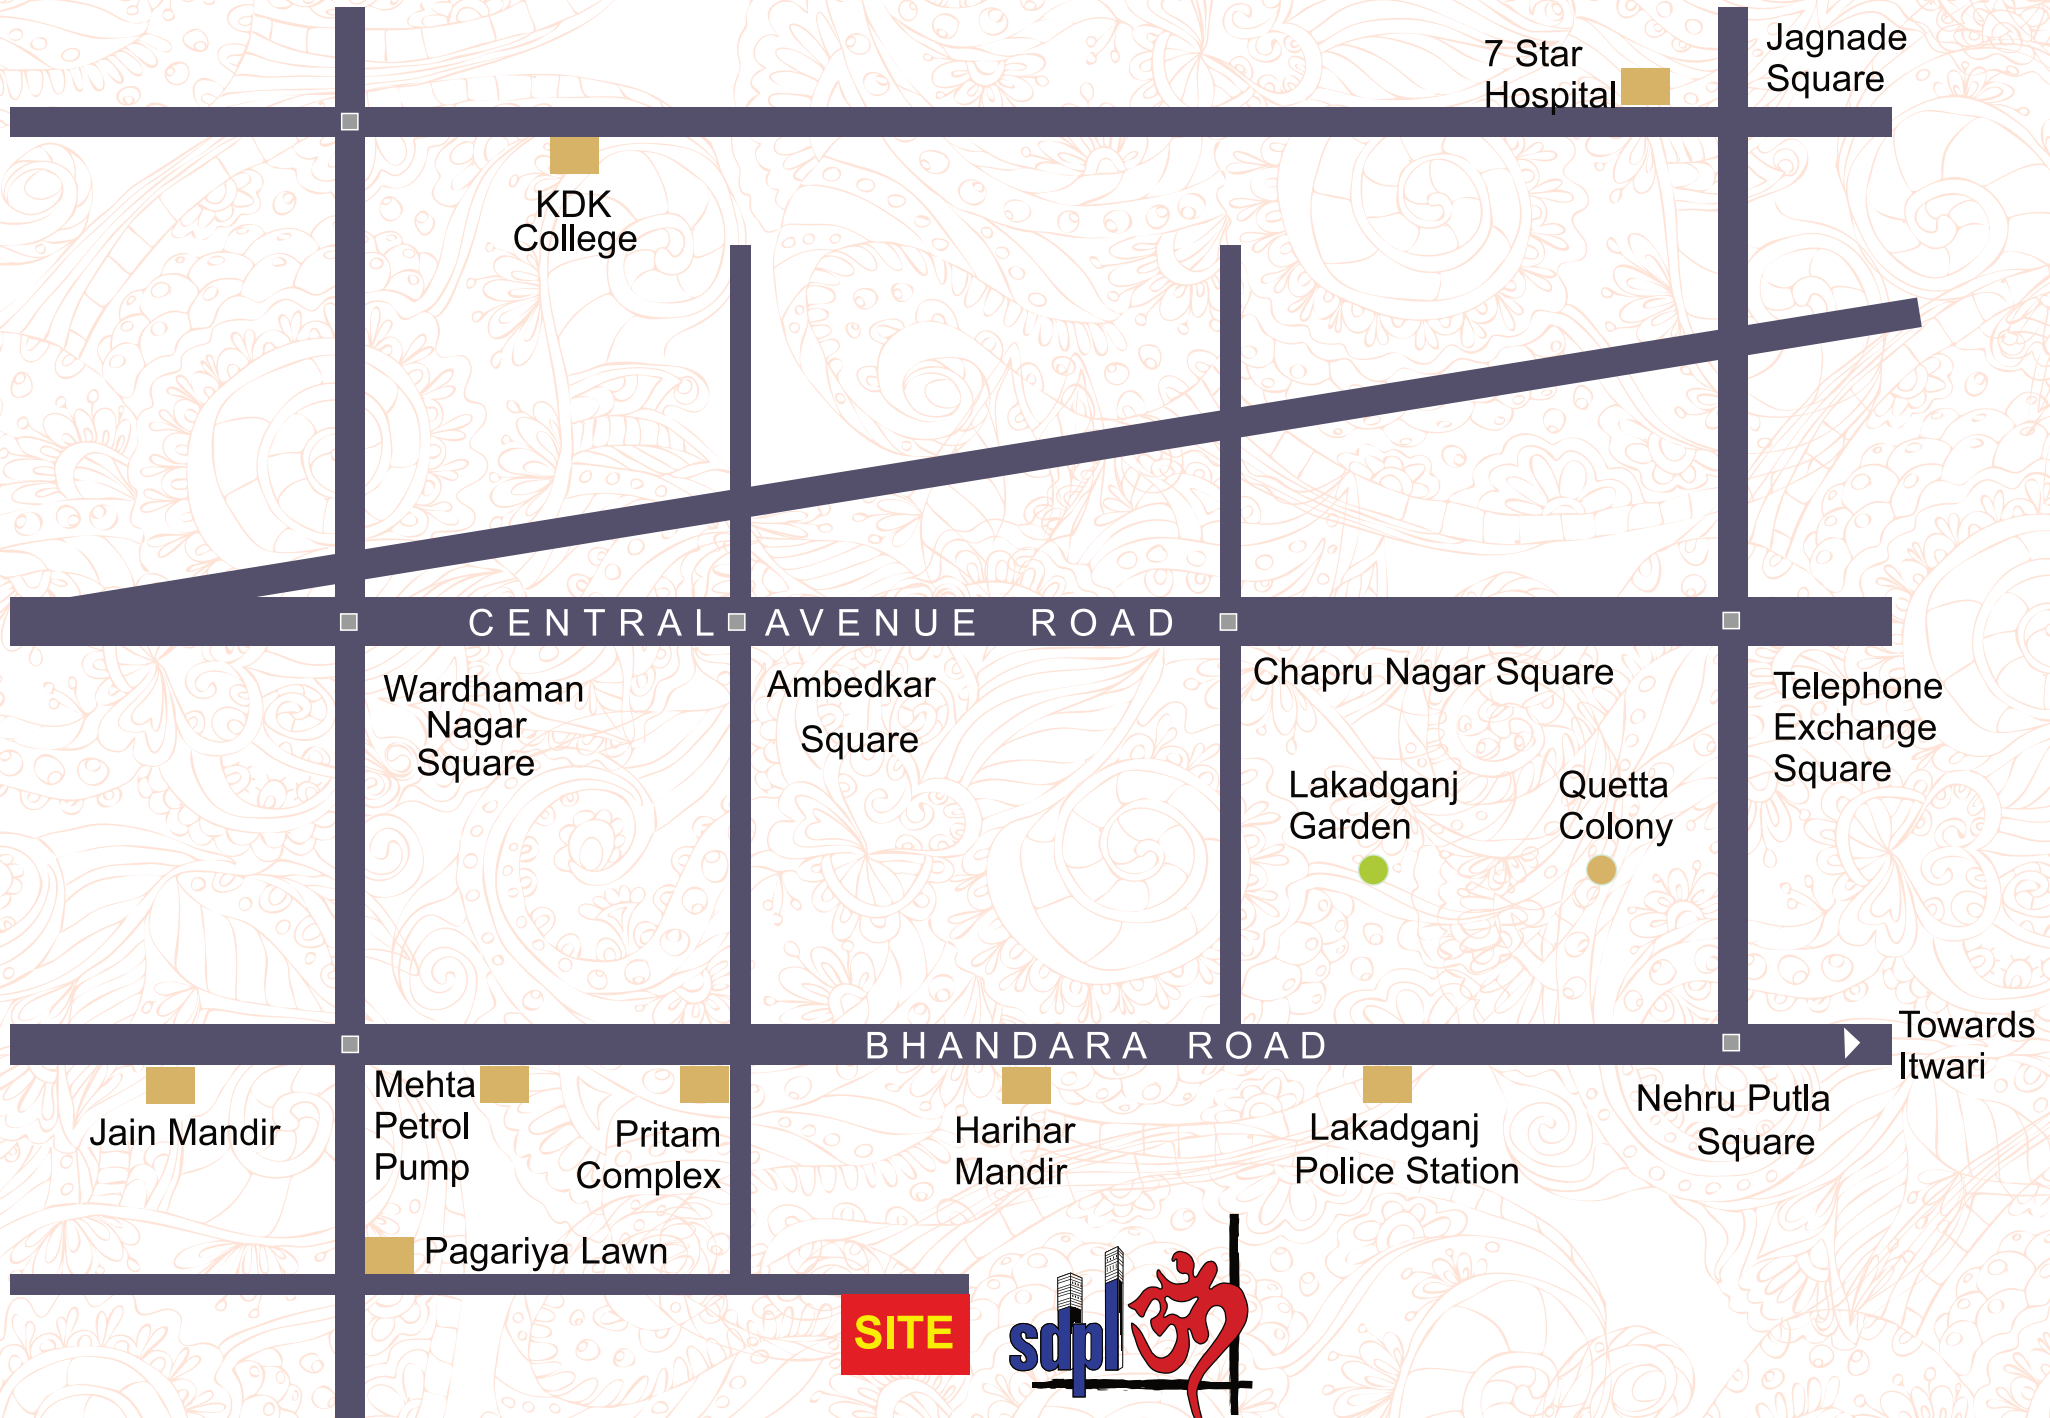 7 Star
Hospital
Jagnade
Square
KDK
College
CENTRAL AVENUE ROAD
Wardhaman
Nagar
Square
Ambedkar
Square
Chapru Nagar Square
Telephone
Exchange
Square
Lakadganj
Garden
Quetta
Colony
BHANDARA ROAD
Towards
Itwari
Jain Mandir
Mehta
Petrol
Pump
Pritam
Complex
Harihar
Mandir
Lakadganj
Police Station
Nehru Putla
Square
Pagariya Lawn
SITE
sdpl
ॐ